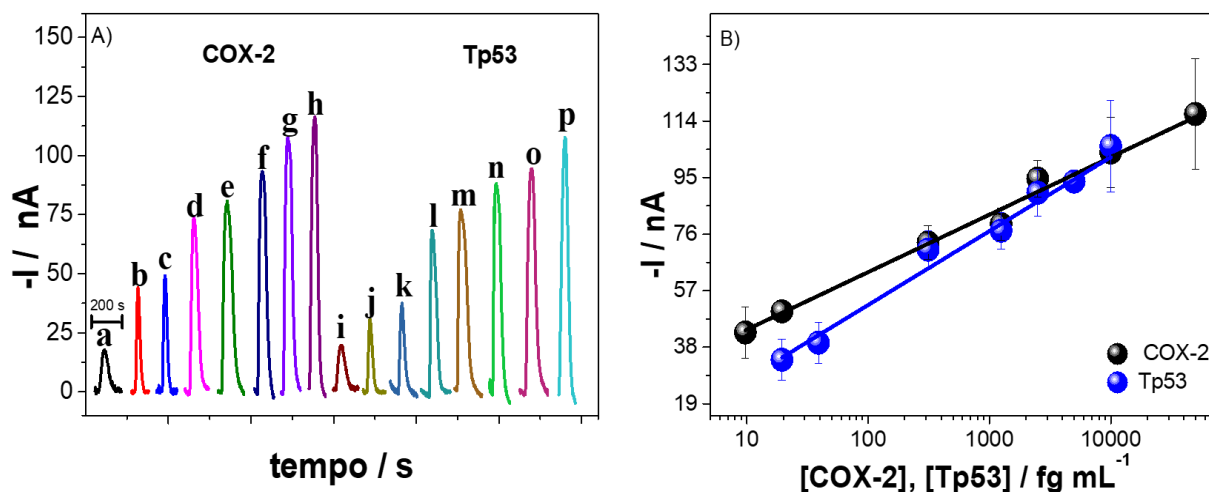 A)
COX-2
Tp53
150
125
100
75
50
25
0
-I / nA
200 s
a
b
c
d
e
f
g
h
i
j
k
l
m
n
o
p
tempo / s
B)
133
114
95
76
57
38
19
-I / nA
COX-2
Tp53
10
100
1000
10000
[COX-2], [Tp53] / fg mL⁻¹